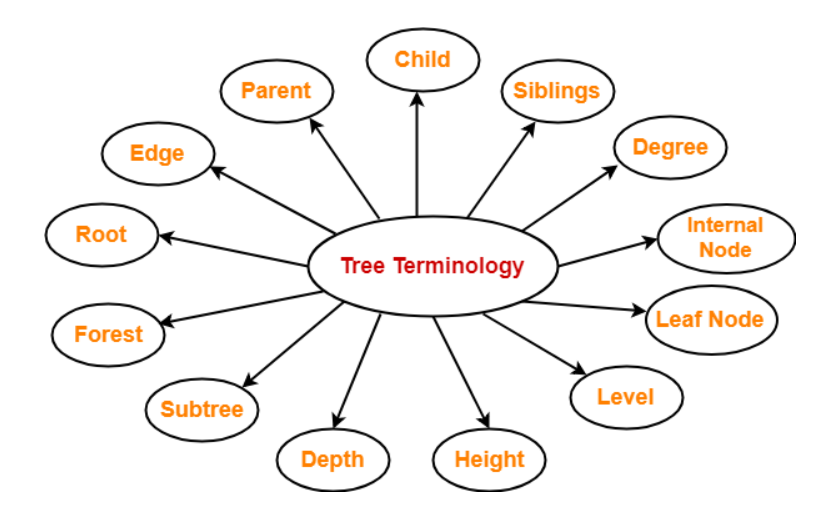 Child
Parent
Siblings
Edge
Degree
Root
Internal
Node
Tree Terminology
Forest
Leaf Node
Subtree
Level
Depth
Height